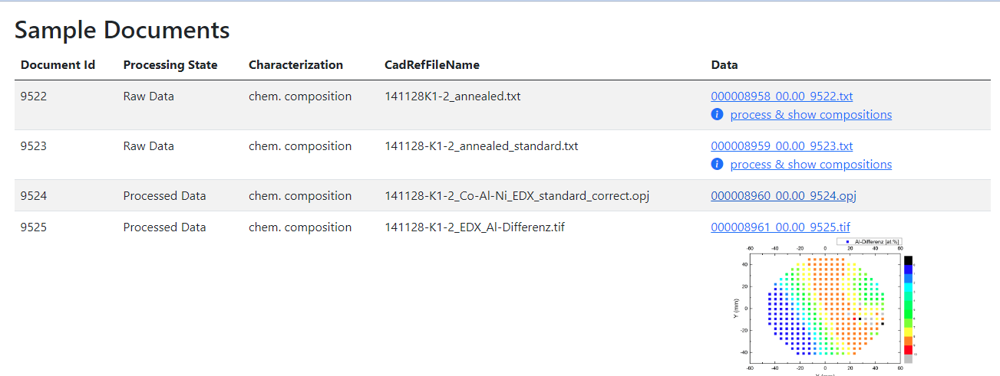 Sample Documents
Document Id Processing State Characterization CadRefFileName Data
9522 Raw Data chem. composition 141128K1-2_annealed.txt 000008958_00.00_9522.txt
process & show compositions
9523 Raw Data chem. composition 141128-K1-2_annealed_standard.txt 000008959_00.00_9523.txt
process & show compositions
9524 Processed Data chem. composition 141128-K1-2_Co-Al-Ni_EDX_standard_correct.opj 000008960_00.00_9524.opj
9525 Processed Data chem. composition 141128-K1-2_EDX_Al-Differenz.tif 000008961_00.00_9525.tif
Al-Differenz [at.%]
-60 -40 -20 0 20 40 60
40
20
0
-20
-40
Y (mm)
-60 -40 -20 0 20 40 60
X (mm)